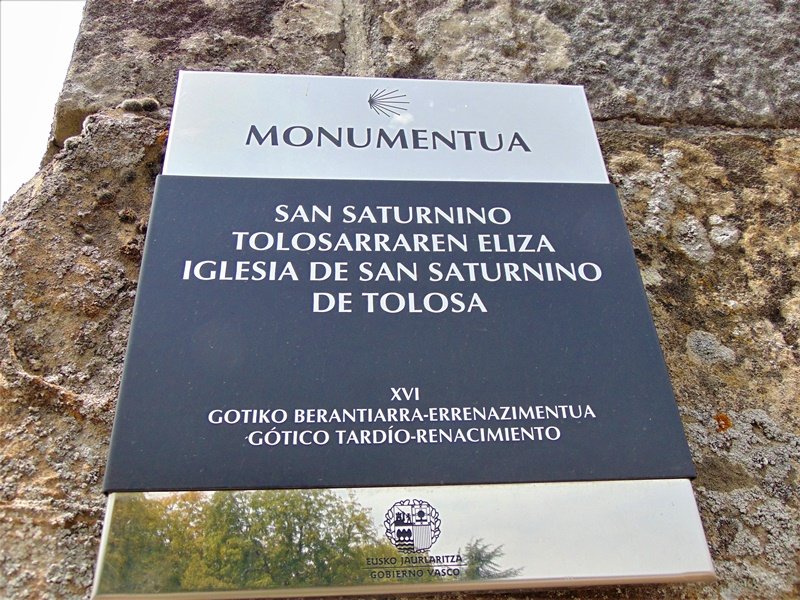 MONUMENTUA
SAN SATURNINO
TOLOSARRAREN ELIZA
IGLESIA DE SAN SATURNINO
DE TOLOSA
XVI
GOTIKO BERANTIARRA-ERRENAZIMENTUA
GÓTICO TARDÍO-RENACIMIENTO
EUSKO JAURLARITZA
GOBIERNO VASCO